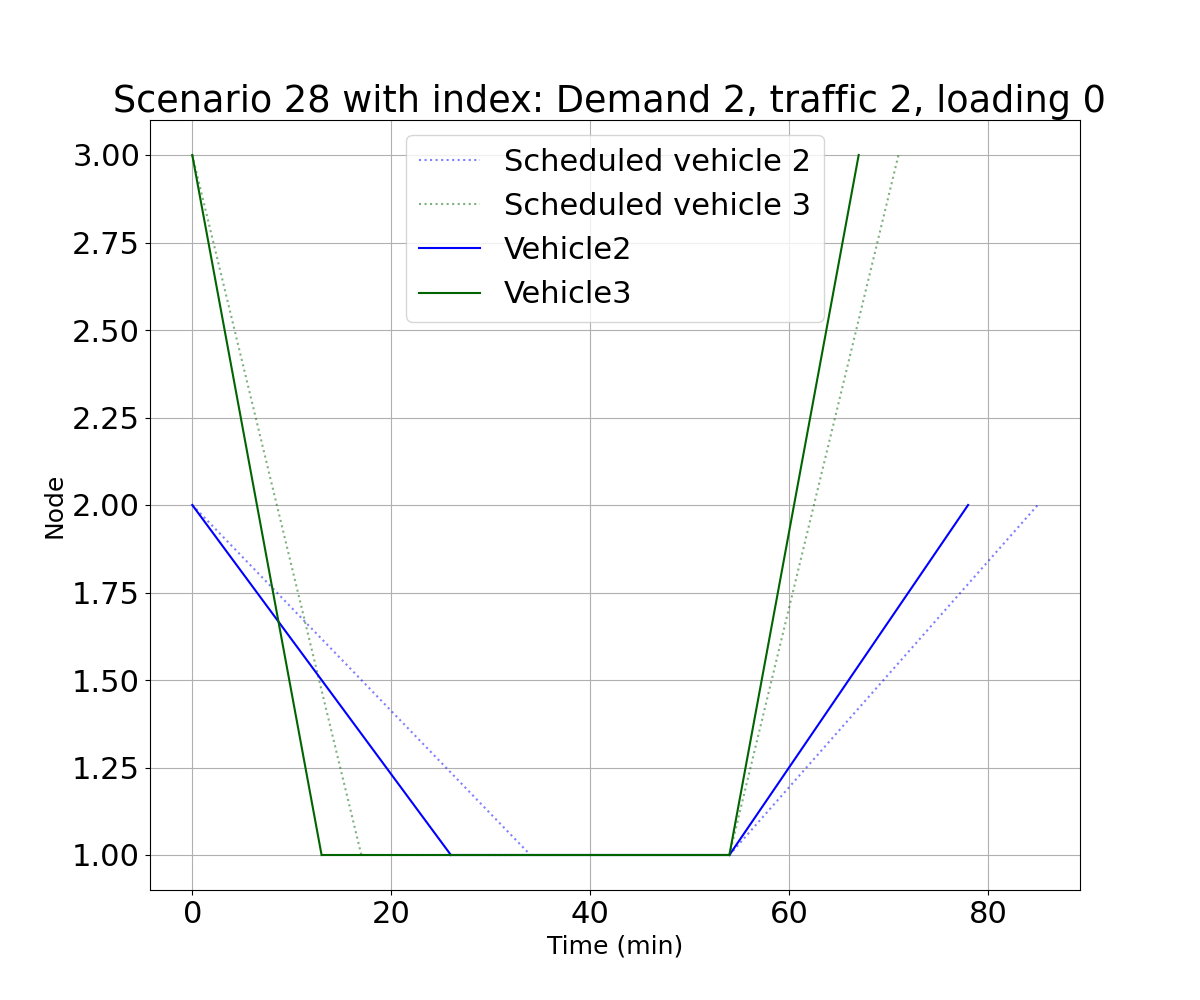 Scenario 28 with index: Demand 2, traffic 2, loading 0
Scheduled vehicle 2
Scheduled vehicle 3
Vehicle2
Vehicle3
3.00
2.75
2.50
2.25
2.00
1.75
1.50
1.25
1.00
Node
0 20 40 60 80
Time (min)